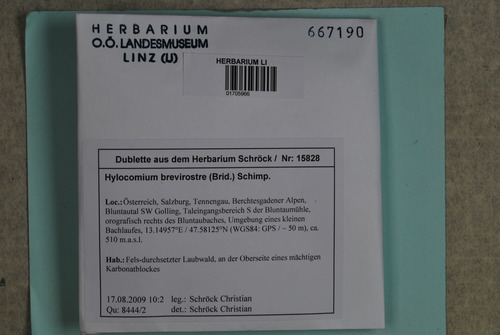 HERBARIUM
O.Ö. LANDESMUSEUM
LINZ (U)
667190
HERBARIUM LI
01705966
Dublette aus dem Herbarium Schröck / Nr: 15828
Hylocomium brevirostre (Brid.) Schimp.
Loc.: Österreich, Salzburg, Tennengau, Berchtesgadener Alpen,
Bluntautal SW Golling, Taleingangsbereich S der Bluntaumühle,
orografisch rechts des Bluntaubaches, Umgebung eines kleinen
Bachlaufes, 13.14957°E / 47.58125°N (WGS84: GPS / ~ 50 m), ca.
510 m.a.s.l.
Hab.: Fels-durchsetzter Laubwald, an der Oberseite eines mächtigen
Karbonatblockes
17.08.2009 10:2 leg.: Schröck Christian
Qu: 8444/2 det.: Schröck Christian